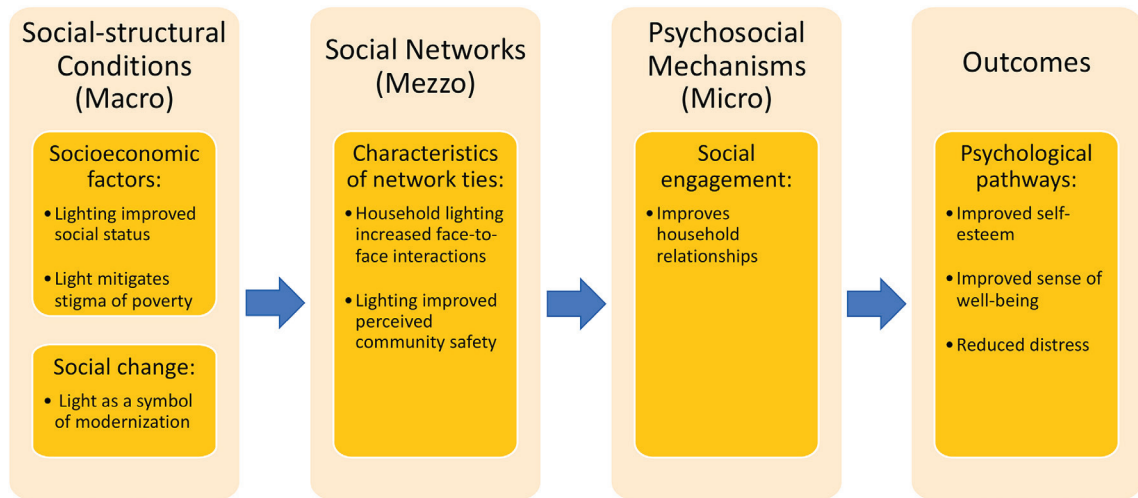 Social-structural
Conditions
(Macro)
Socioeconomic
factors:
• Lighting improved
social status
• Light mitigates
stigma of poverty
Social change:
• Light as a symbol
of modernization
Social Networks
(Mezzo)
Characteristics
of network ties:
• Household lighting
increased face-to-
face interactions
• Lighting improved
perceived
community safety
Psychosocial
Mechanisms
(Micro)
Social
engagement:
• Improves
household
relationships
Outcomes
Psychological
pathways:
• Improved self-
esteem
• Improved sense of
well-being
• Reduced distress